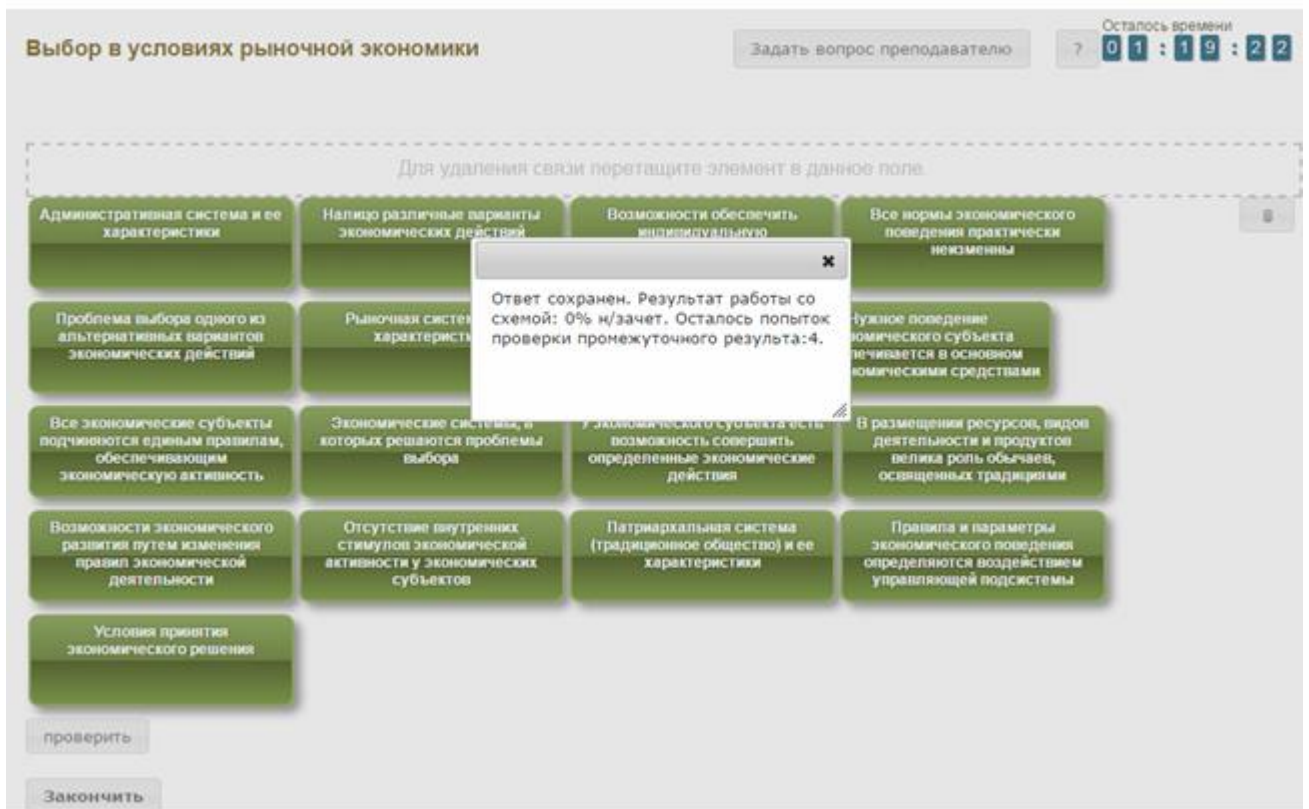 Осталось времени
Выбор в условиях рыночной экономики
Задать вопрос преподавателю
?
0 1 : 1 9 : 2 2
Для удаления связи перетащите элемент в данное поле.
Административная система и ее
характеристики
Налицо различные варианты
экономических действий
Возможности обеспечить
индивидуальную
Все нормы экономического
поведения практически
неизменны
Ответ сохранен. Результат работы со
схемой: 0% н/зачет. Осталось попыток
проверки промежуточного результа:4.
Проблема выбора одного из
альтернативных вариантов
экономических действий
Рыночная систе
характерист
Нужное поведение
омического субъекта
печивается в основном
номическими средствами
Все экономические субъекты
подчиняются единым правилам,
обеспечивающим
экономическую активность
Экономические системы, в
которых решаются проблемы
выбора
У экономического субъекта есть
возможность совершить
определенные экономические
действия
В размещении ресурсов, видов
деятельности и продуктов
велика роль обычаев,
освященных традициями
Возможности экономического
развития путем изменения
правил экономической
деятельности
Отсутствие внутренних
стимулов экономической
активности у экономических
субъектов
Патриархальная система
(традиционное общество) и ее
характеристики
Правила и параметры
экономического поведения
определяются воздействием
управляющей подсистемы
Условия принятия
экономического решения
проверить
Закончить